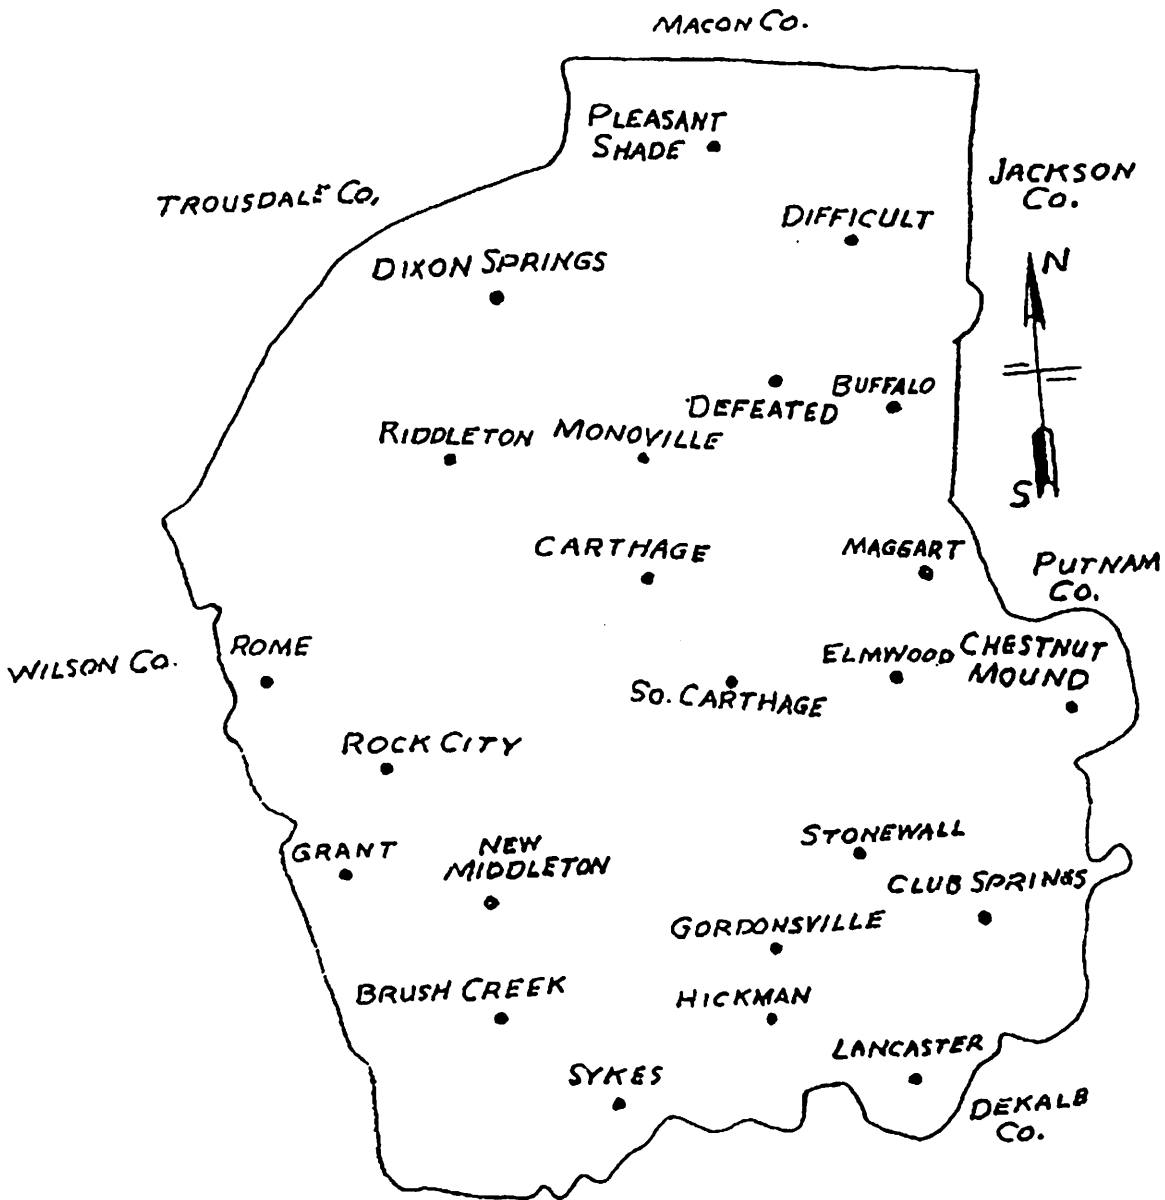 MACON CO.
PLEASANT
SHADE
JACKSON
CO.
TROUSDALE CO.
DIFFICULT
DIXON SPRINGS
N
DEFEATED
BUFFALO
RIDDLETON
MONOVILLE
S
CARTHAGE
MAGGART
PUTNAM
CO.
WILSON CO.
ROME
ELMWOOD
CHESTNUT
MOUND
SO. CARTHAGE
ROCK CITY
STONEWALL
GRANT
NEW
MIDDLETON
CLUB SPRINGS
GORDONSVILLE
BRUSH CREEK
HICKMAN
LANCASTER
SYKES
DEKALB
CO.